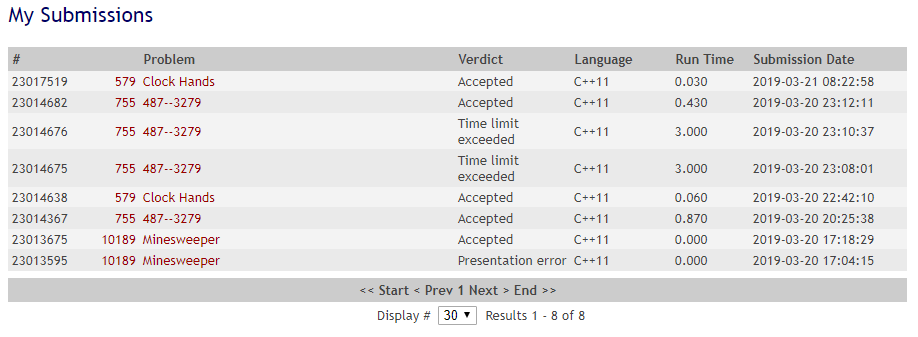 My Submissions
# Problem Verdict Language Run Time Submission Date
23017519 579 Clock Hands Accepted C++11 0.030 2019-03-21 08:22:58
23014682 755 487--3279 Accepted C++11 0.430 2019-03-20 23:12:11
23014676 755 487--3279 Time limit exceeded C++11 3.000 2019-03-20 23:10:37
23014675 755 487--3279 Time limit exceeded C++11 3.000 2019-03-20 23:08:01
23014638 579 Clock Hands Accepted C++11 0.060 2019-03-20 22:42:10
23014367 755 487--3279 Accepted C++11 0.870 2019-03-20 20:25:38
23013675 10189 Minesweeper Accepted C++11 0.000 2019-03-20 17:18:29
23013595 10189 Minesweeper Presentation error C++11 0.000 2019-03-20 17:04:15
<< Start < Prev 1 Next > End >>
Display # 30 Results 1 - 8 of 8